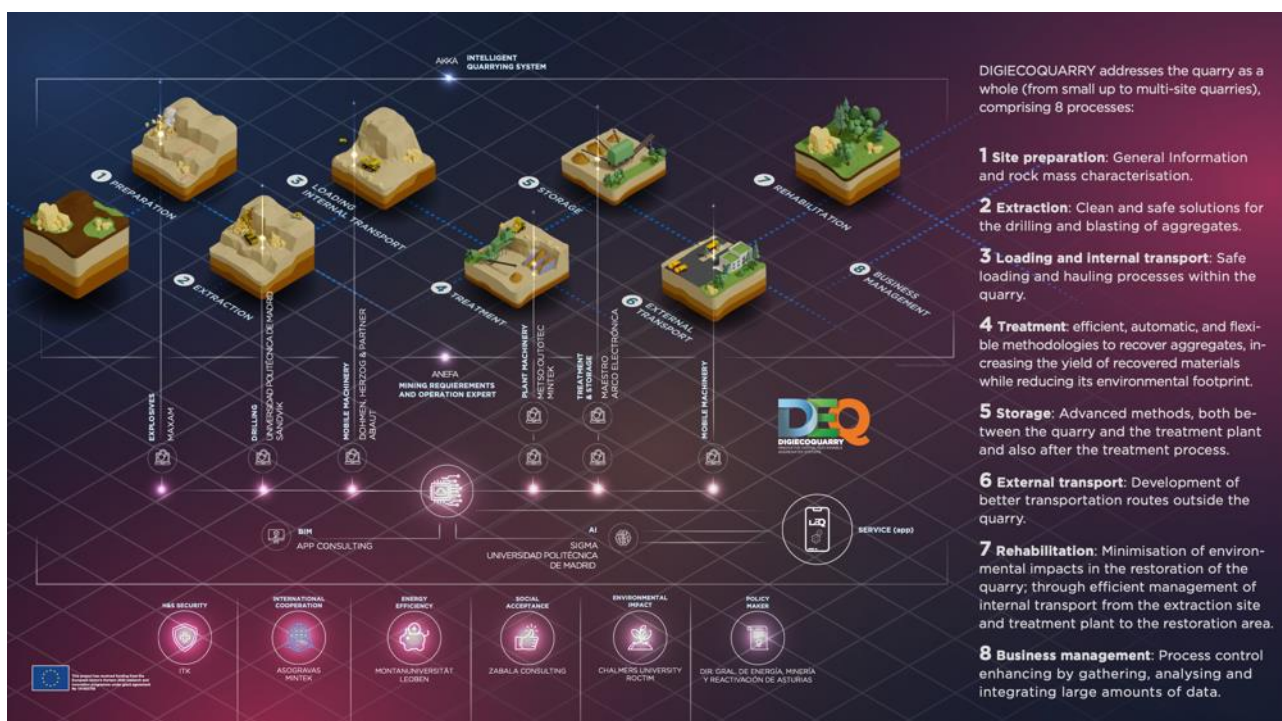 AKKA
INTELLIGENT
QUARRYING SYSTEM
1 PREPARATION
2 EXTRACTION
3 LOADING
INTERNAL TRANSPORT
4 TREATMENT
5 STORAGE
6 EXTERNAL
TRANSPORT
7 REHABILITATION
8 BUSINESS
MANAGEMENT
ANEFA
MINING REQUIEREMENTS
AND OPERATION EXPERT
EXPLOSIVES
MAXAM
DRILLING
UNIVERSIDAD POLITÉCNICA DE MADRID
SANDVIK
MOBILE MACHINERY
DOHMEN, HERZOG & PARTNER
ABAUT
PLANT MACHINERY
METSO:OUTOTEC
MINTEK
TREATMENT
& STORAGE
MAESTRO
ARCO ELECTRÓNICA
MOBILE MACHINERY
DEQ
DIGIECOQUARRY
BIM
APP CONSULTING
AI
SIGMA
UNIVERSIDAD POLITÉCNICA
DE MADRID
SERVICE (app)
H&S SECURITY
ITK
INTERNATIONAL
COOPERATION
ASOGRAVAS
MINTEK
ENERGY
EFFICIENCY
MONTANUNIVERSITÄT
LEOBEN
SOCIAL
ACCEPTANCE
ZABALA CONSULTING
ENVIRONMENTAL
IMPACT
CHALMERS UNIVERSITY
ROCTIM
POLICY
MAKER
DIR. GRAL. DE ENERGÍA, MINERÍA
Y REACTIVACIÓN DE ASTURIAS
DIGIECOQUARRY addresses the quarry as a
whole (from small up to multi-site quarries),
comprising 8 processes:
1 Site preparation: General Information
and rock mass characterisation.
2 Extraction: Clean and safe solutions for
the drilling and blasting of aggregates.
3 Loading and internal transport: Safe
loading and hauling processes within the
quarry.
4 Treatment: efficient, automatic, and flexi-
ble methodologies to recover aggregates, in-
creasing the yield of recovered materials
while reducing its environmental footprint.
5 Storage: Advanced methods, both be-
tween the quarry and the treatment plant
and also after the treatment process.
6 External transport: Development of
better transportation routes outside the
quarry.
7 Rehabilitation: Minimisation of environ-
mental impacts in the restoration of the
quarry; through efficient management of
internal transport from the extraction site
and treatment plant to the restoration area.
8 Business management: Process control
enhancing by gathering, analysing and
integrating large amounts of data.